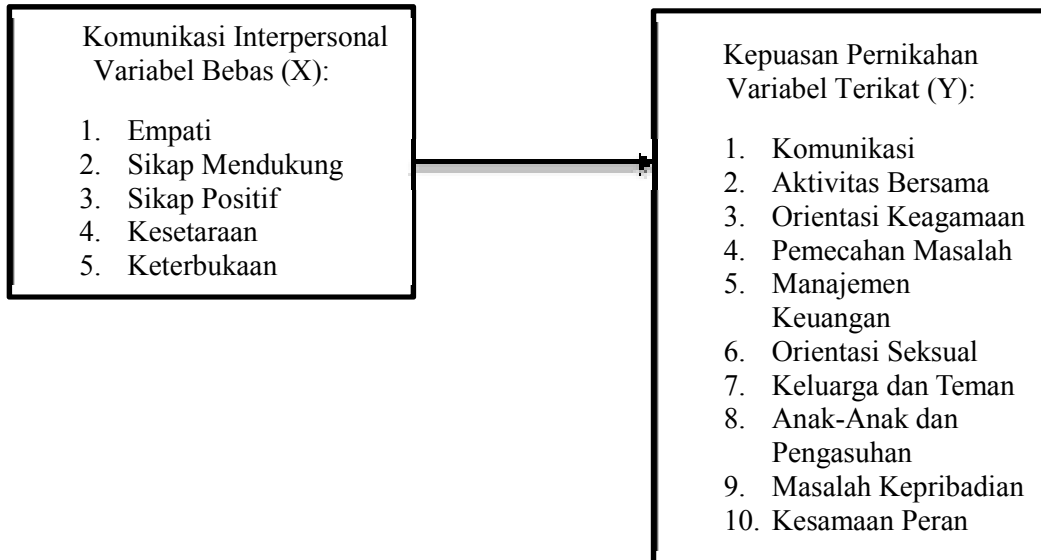 Komunikasi Interpersonal
Variabel Bebas (X):
1. Empati
2. Sikap Mendukung
3. Sikap Positif
4. Kesetaraan
5. Keterbukaan
Kepuasan Pernikahan
Variabel Terikat (Y):
1. Komunikasi
2. Aktivitas Bersama
3. Orientasi Keagamaan
4. Pemecahan Masalah
5. Manajemen
Keuangan
6. Orientasi Seksual
7. Keluarga dan Teman
8. Anak-Anak dan
Pengasuhan
9. Masalah Kepribadian
10. Kesamaan Peran